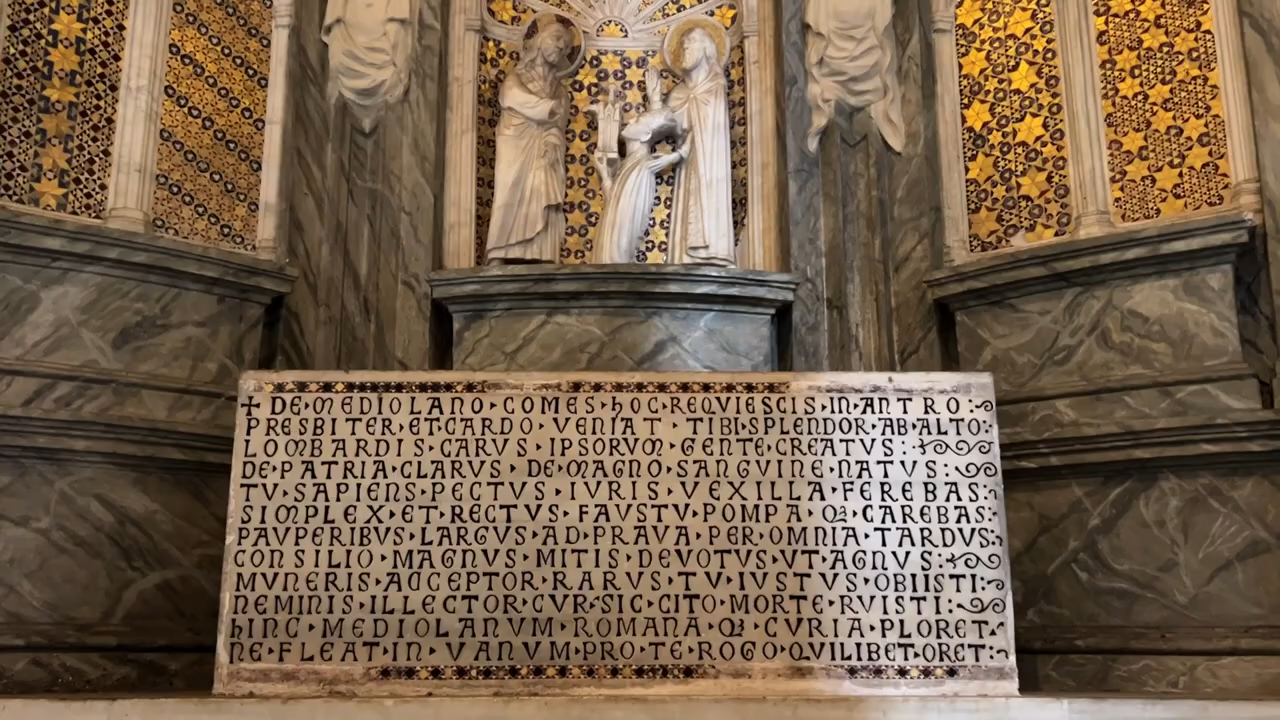 ✝ DE·MEDIOLANO·COMES·hOC·REQVIESCIS·IN·ANTRO:
PRESBITER·ET·CARDO·VENIAT·TIBI·SPLENDOR·AB·ALTO:
LOMBARDIS·CARVS·IPSORVM·GENTE·CREATVS:
DE·PATRIA·CLARVS·DE·MAGNO·SANGVINE·NATVS:
TV·SAPIENS·PECTVS·IVRIS·VEXILLA·FEREBAS:
SIMPLEX·ET·RECTVS·FAVSTV·POMPA·Qꝫ·CAREBAS:
PAVPERIBVS·LARGVS·AD·PRAVA·PER·OMNIA·TARDVS:
CONSILIO·MAGNVS·MITIS·DEVOTVS·VT·AGNVS:
MVNERIS·ACCEPTOR·RARVS·TV·IVSTVS·OBIISTI:
NEMINIS·ILLECTOR·CVR·SIC·CITO·MORTE·RVISTI:
hINC·MEDIOLANVM·ROMANA·Qꝫ·CVRIA·PLORET:
NE·FLEAT·IN·VANVM·PRO·TE·ROGO·QVILIBET·ORET: